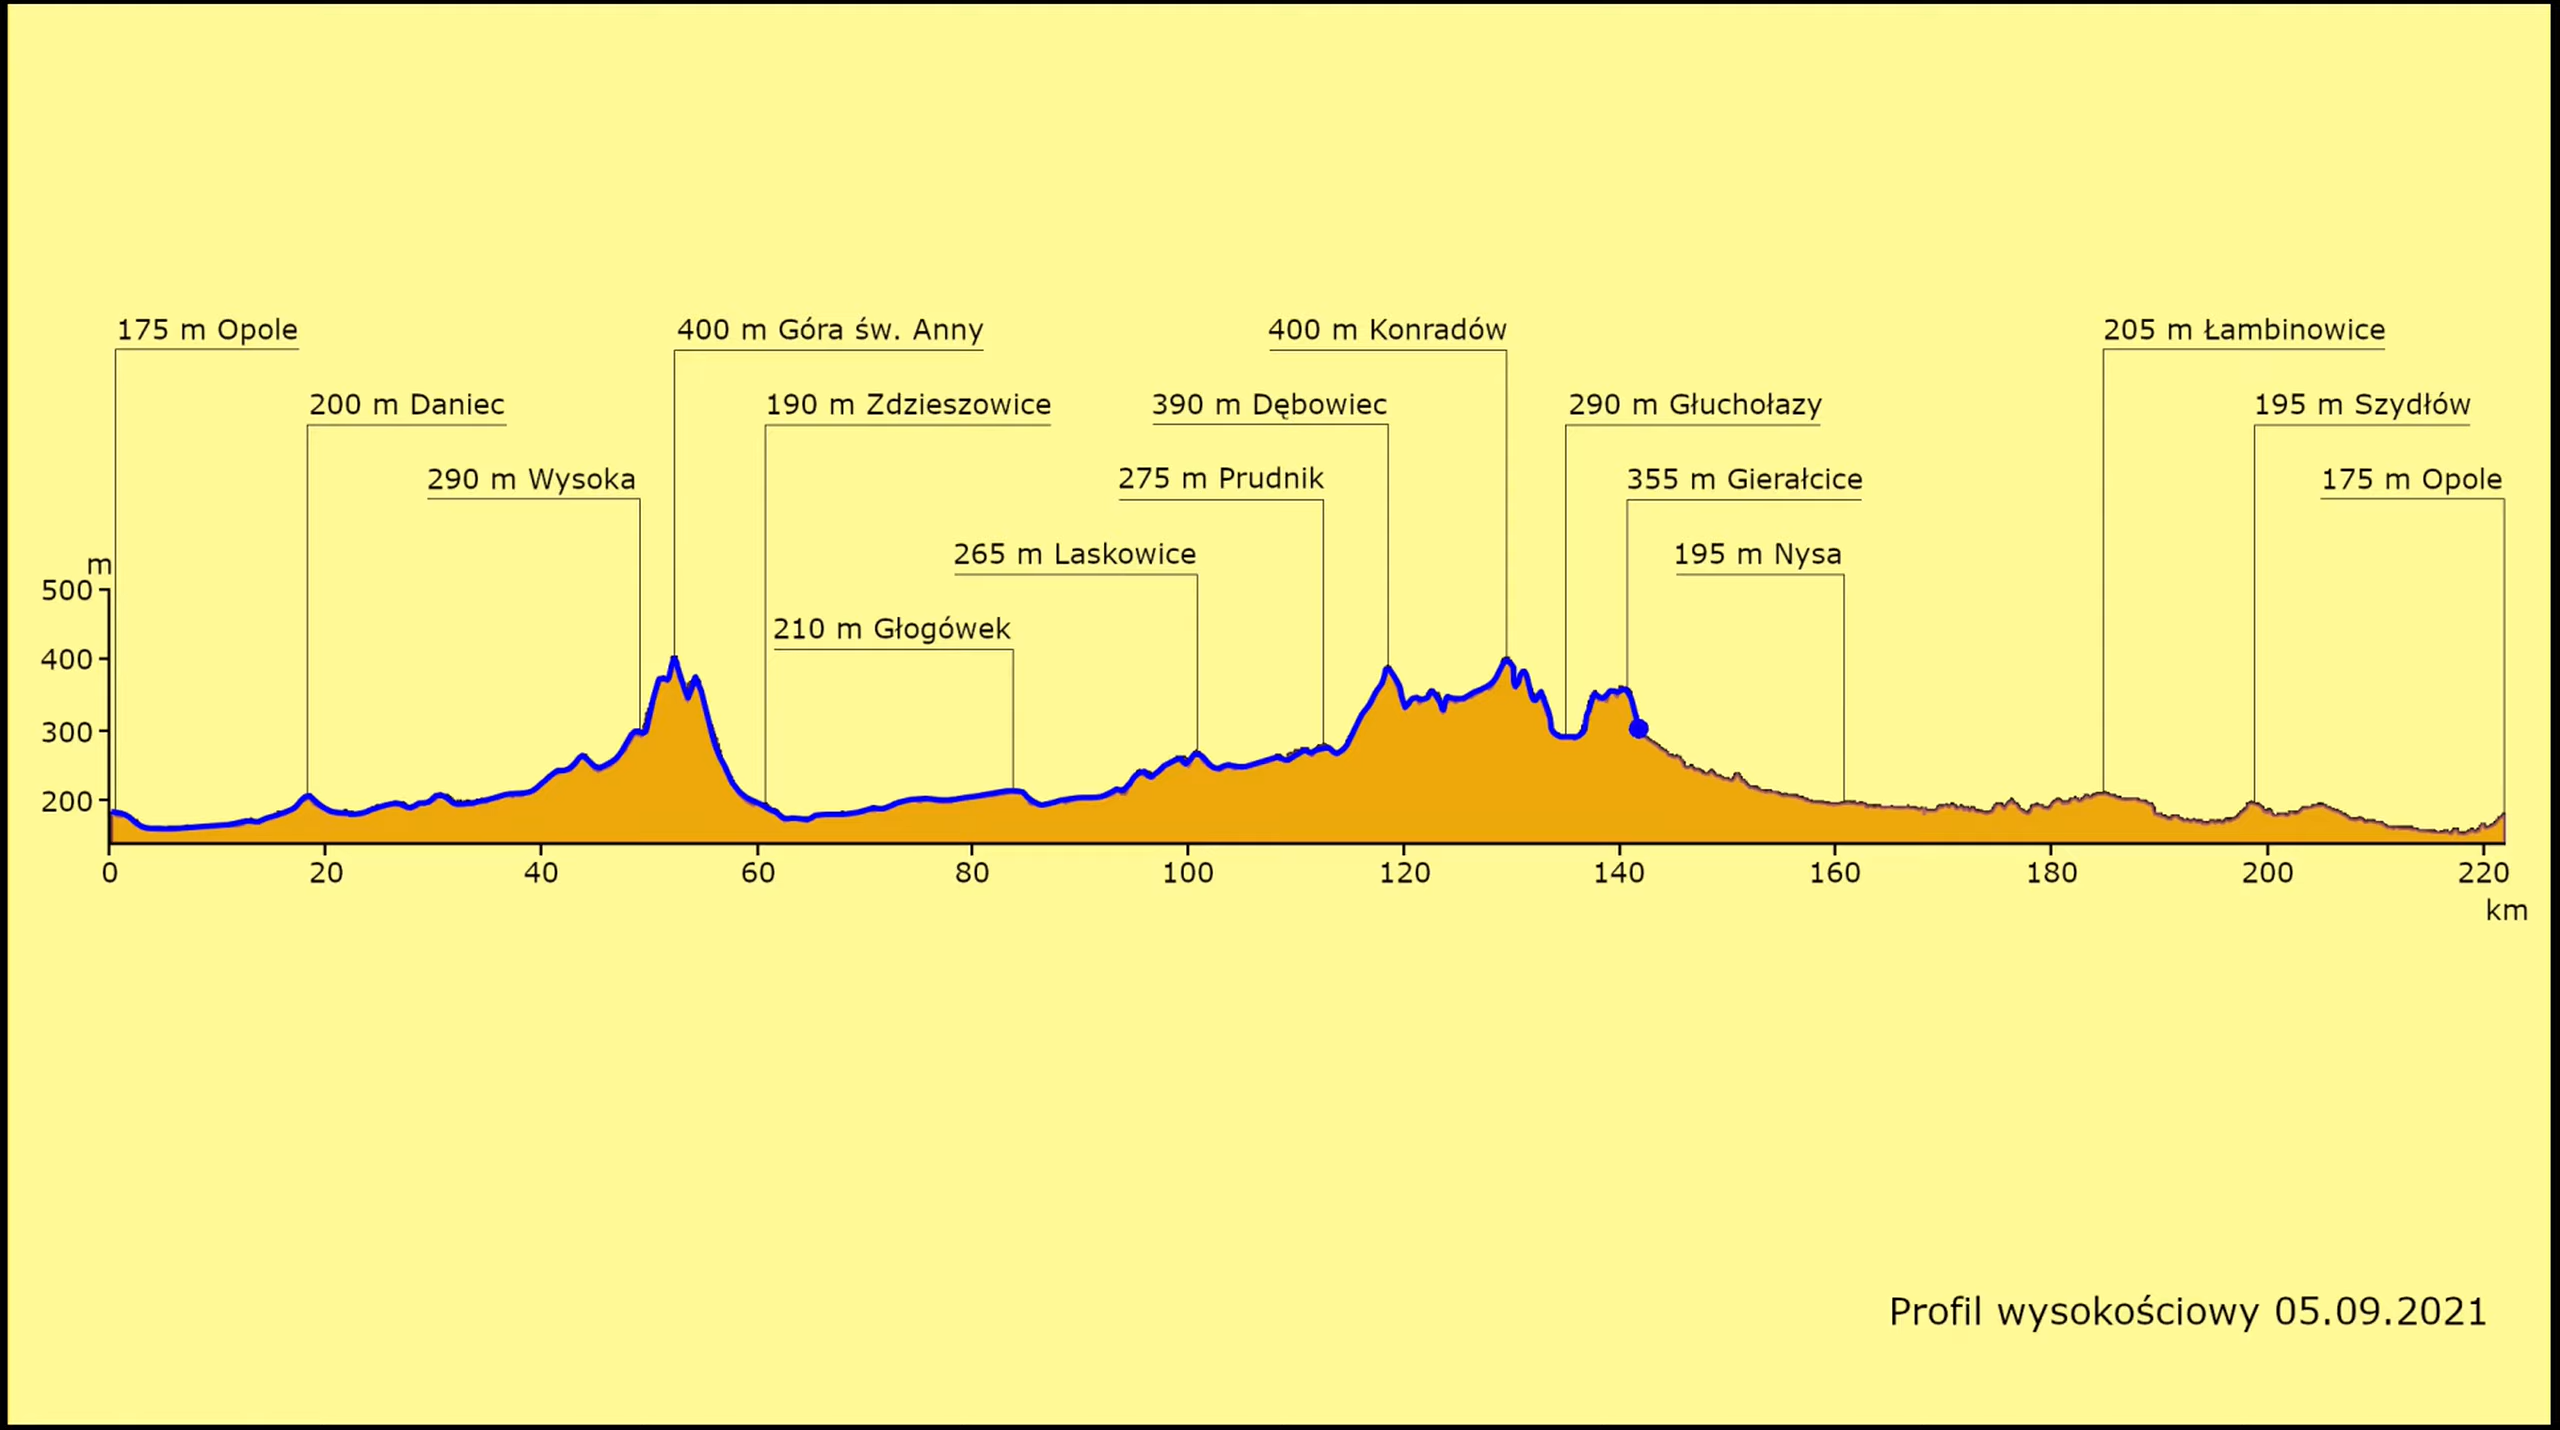 175 m Opole
400 m Góra św. Anny
400 m Konradów
205 m Łambinowice
200 m Daniec
190 m Zdzieszowice
390 m Dębowiec
290 m Głuchołazy
195 m Szydłów
290 m Wysoka
275 m Prudnik
355 m Gierałcice
175 m Opole
265 m Laskowice
195 m Nysa
210 m Głogówek
m
500
400
300
200
0 20 40 60 80 100 120 140 160 180 200 220
km
Profil wysokościowy 05.09.2021